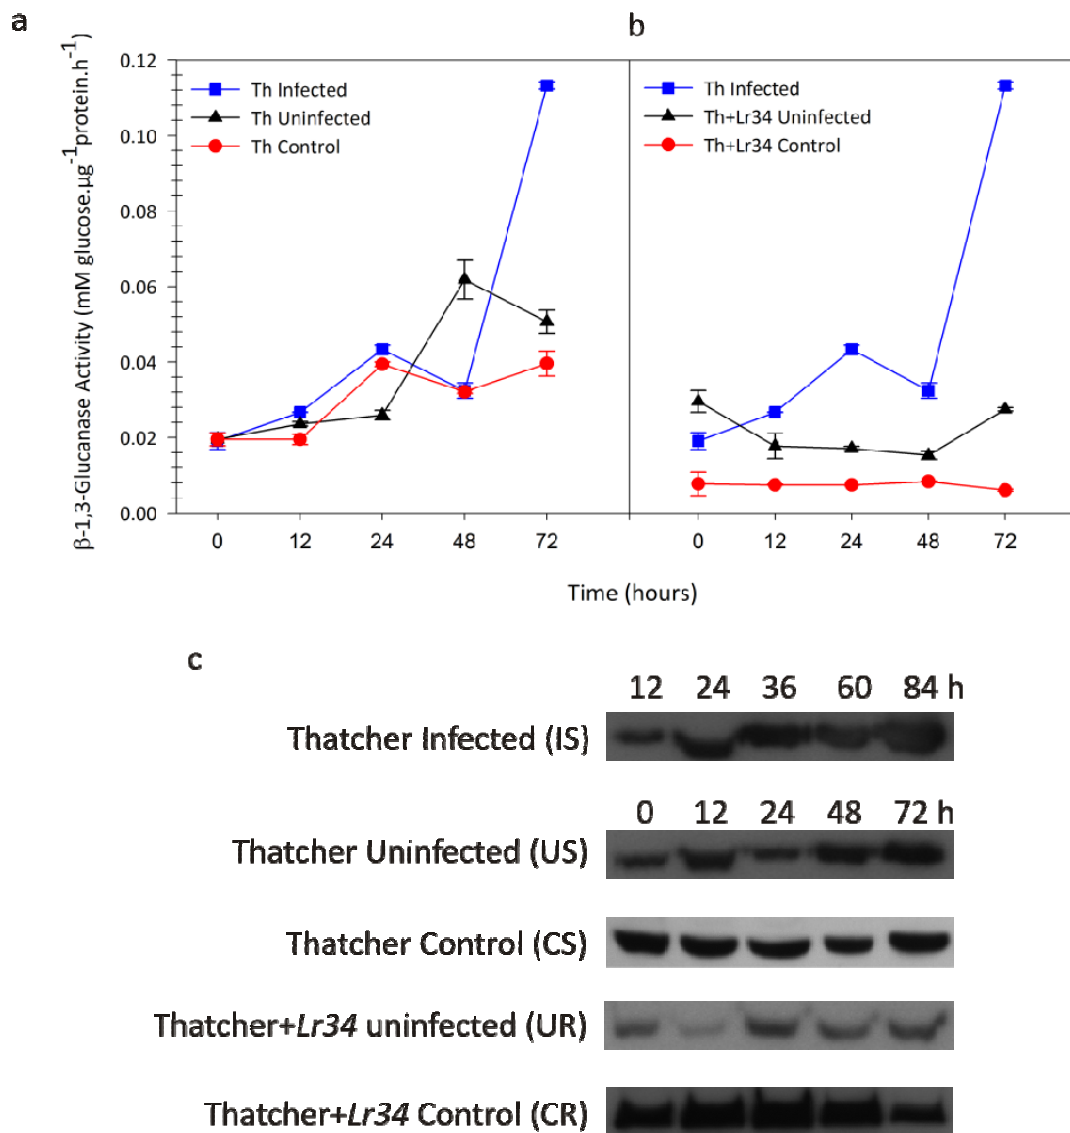 a
b
β-1,3-Glucanase Activity (mM glucose.µg⁻¹protein.h⁻¹)
0.12
0.10
0.08
0.06
0.04
0.02
0.00
Th Infected
Th Uninfected
Th Control
Th Infected
Th+Lr34 Uninfected
Th+Lr34 Control
0 12 24 48 72
0 12 24 48 72
Time (hours)
c
12 24 36 60 84 h
Thatcher Infected (IS)
0 12 24 48 72 h
Thatcher Uninfected (US)
Thatcher Control (CS)
Thatcher+Lr34 uninfected (UR)
Thatcher+Lr34 Control (CR)